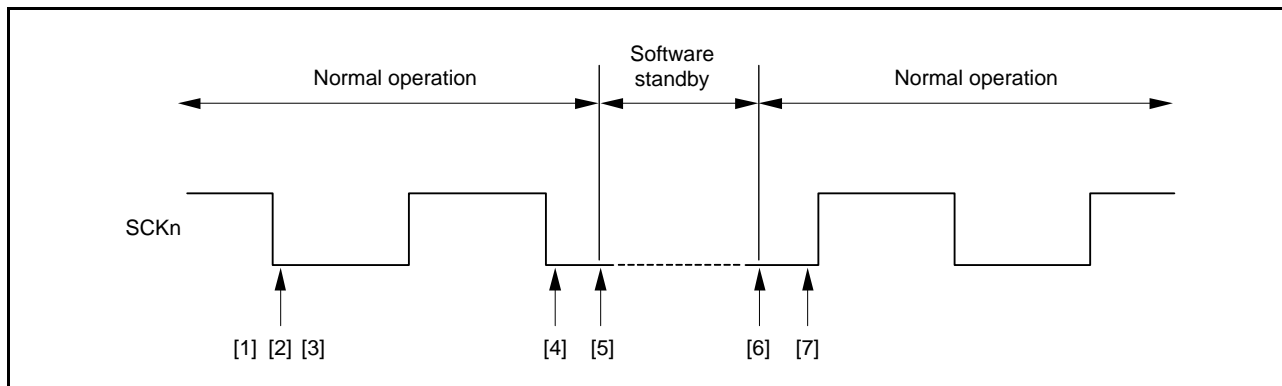 Normal operation
Software
standby
Normal operation
SCKn
[1] [2] [3] [4] [5] [6] [7]